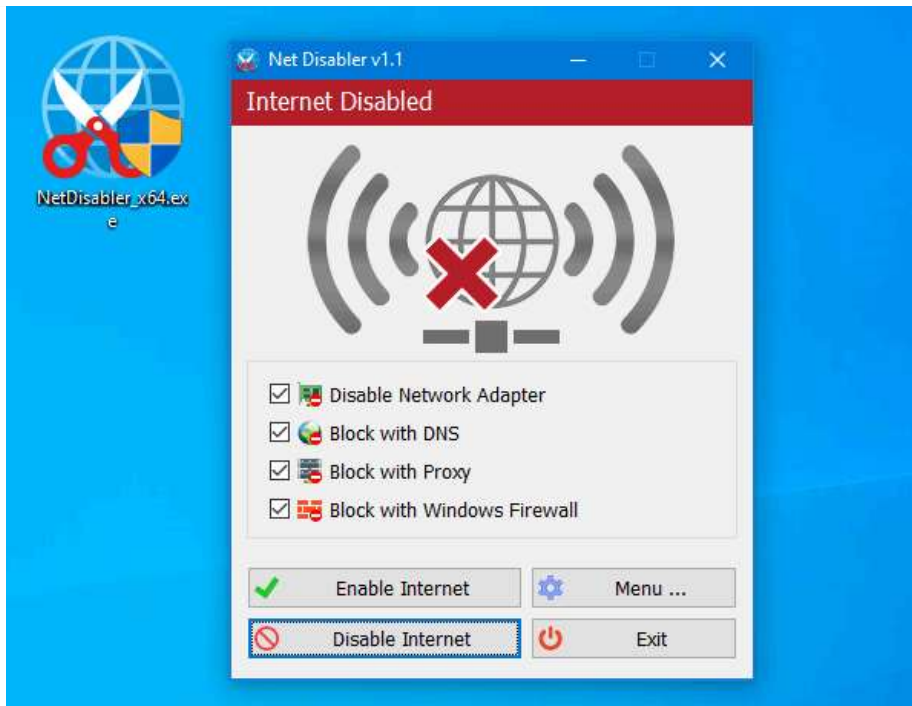 Net Disabler v1.1
Internet Disabled
NetDisabler_x64.ex
e
Disable Network Adapter
Block with DNS
Block with Proxy
Block with Windows Firewall
Enable Internet
Menu ...
Disable Internet
Exit